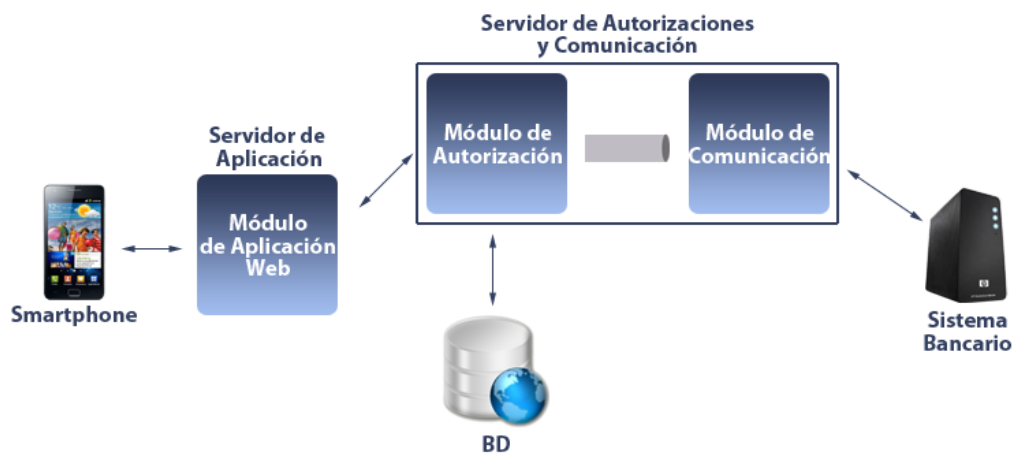 Servidor de Autorizaciones
y Comunicación
Módulo de
Autorización
Módulo de
Comunicación
Servidor de
Aplicación
Módulo
de Aplicación
Web
Smartphone
BD
Sistema
Bancario